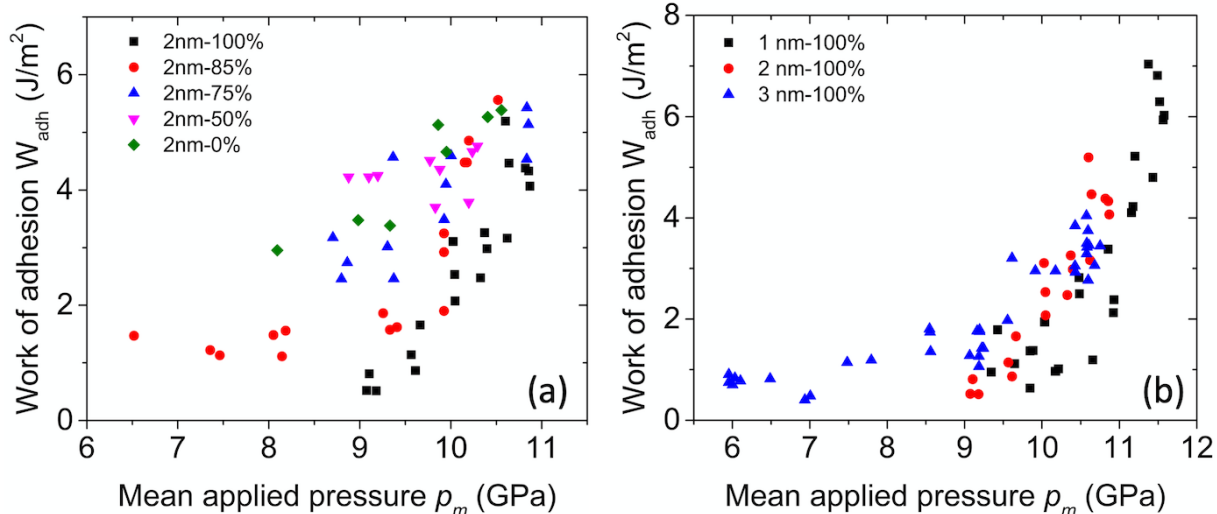 Work of adhesion W_adh (J/m²)
6
4
2
0
2nm-100%
2nm-85%
2nm-75%
2nm-50%
2nm-0%
(a)
6 7 8 9 10 11
Mean applied pressure p_m (GPa)
Work of adhesion W_adh (J/m²)
8
6
4
2
0
1 nm-100%
2 nm-100%
3 nm-100%
(b)
6 7 8 9 10 11 12
Mean applied pressure p_m (GPa)